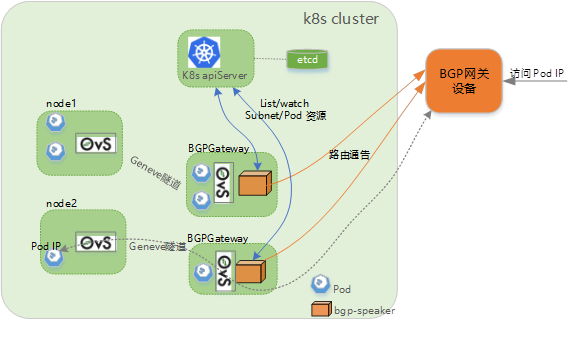 k8s cluster
K8s apiServer
etcd
BGP网关
设备
访问 Pod IP
node1
OvS
List/watch
Subnet/Pod 资源
BGPGateway
OvS
路由通告
Geneve隧道
node2
OvS
Pod IP
Geneve隧道
BGPGateway
OvS
Pod
bgp-speaker